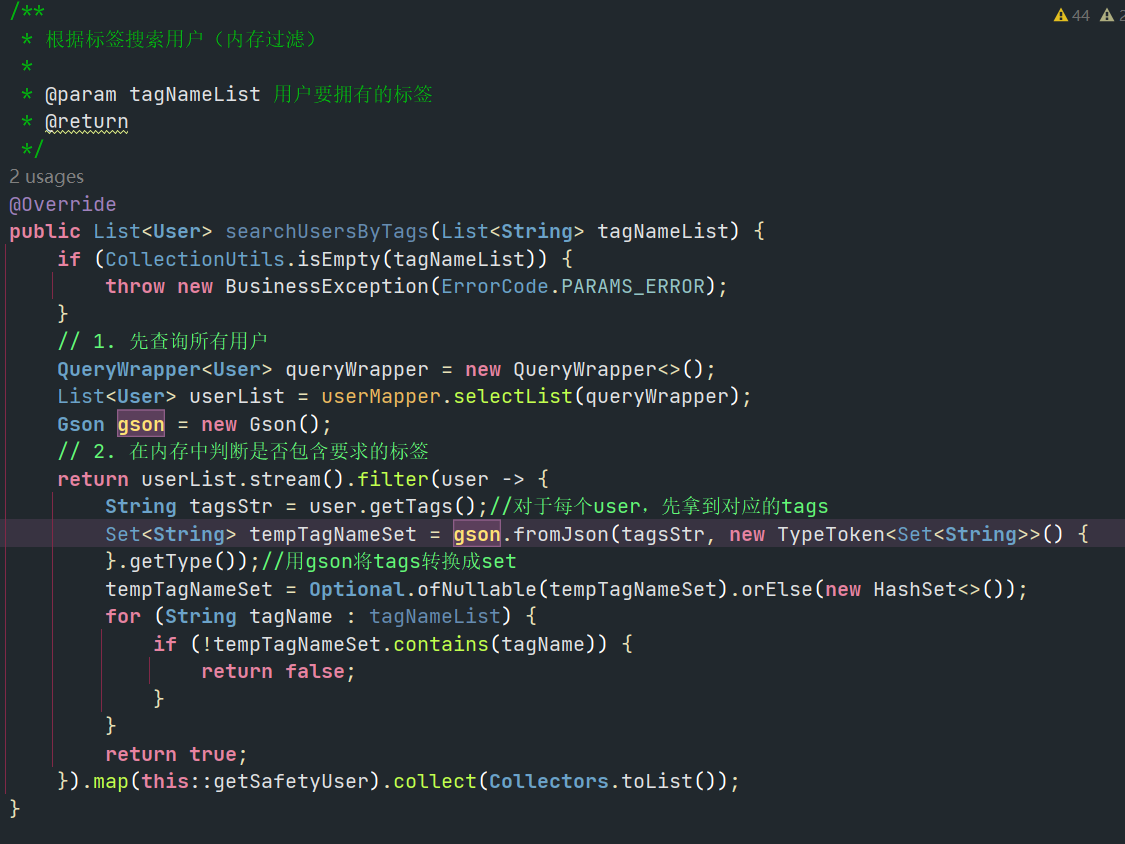 /**
 * 根据标签搜索用户（内存过滤）
 *
 * @param tagNameList 用户要拥有的标签
 * @return
 */
44 2
2 usages
@Override
public List<User> searchUsersByTags(List<String> tagNameList) {
    if (CollectionUtils.isEmpty(tagNameList)) {
        throw new BusinessException(ErrorCode.PARAMS_ERROR);
    }
    // 1. 先查询所有用户
    QueryWrapper<User> queryWrapper = new QueryWrapper<>();
    List<User> userList = userMapper.selectList(queryWrapper);
    Gson gson = new Gson();
    // 2. 在内存中判断是否包含要求的标签
    return userList.stream().filter(user -> {
        String tagsStr = user.getTags();//对于每个user，先拿到对应的tags
        Set<String> tempTagNameSet = gson.fromJson(tagsStr, new TypeToken<Set<String>>() {
        }.getType());//用gson将tags转换成set
        tempTagNameSet = Optional.ofNullable(tempTagNameSet).orElse(new HashSet<>());
        for (String tagName : tagNameList) {
            if (!tempTagNameSet.contains(tagName)) {
                return false;
            }
        }
        return true;
    }).map(this::getSafetyUser).collect(Collectors.toList());
}